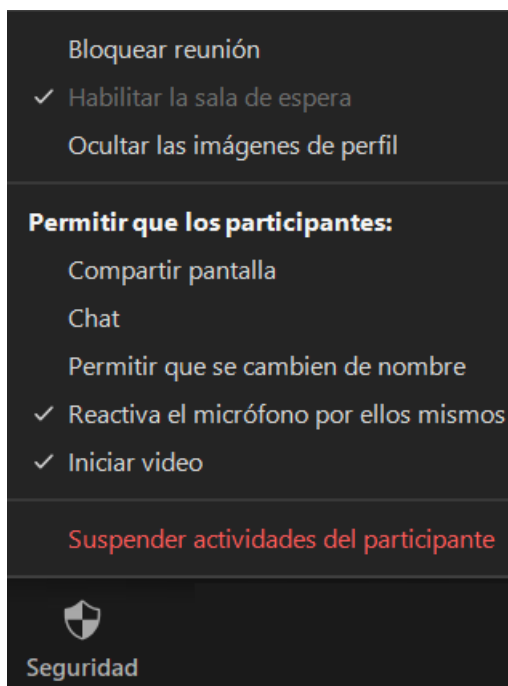 Bloquear reunión
Habilitar la sala de espera
Ocultar las imágenes de perfil
Permitir que los participantes:
Compartir pantalla
Chat
Permitir que se cambien de nombre
Reactiva el micrófono por ellos mismos
Iniciar video
Suspender actividades del participante
Seguridad